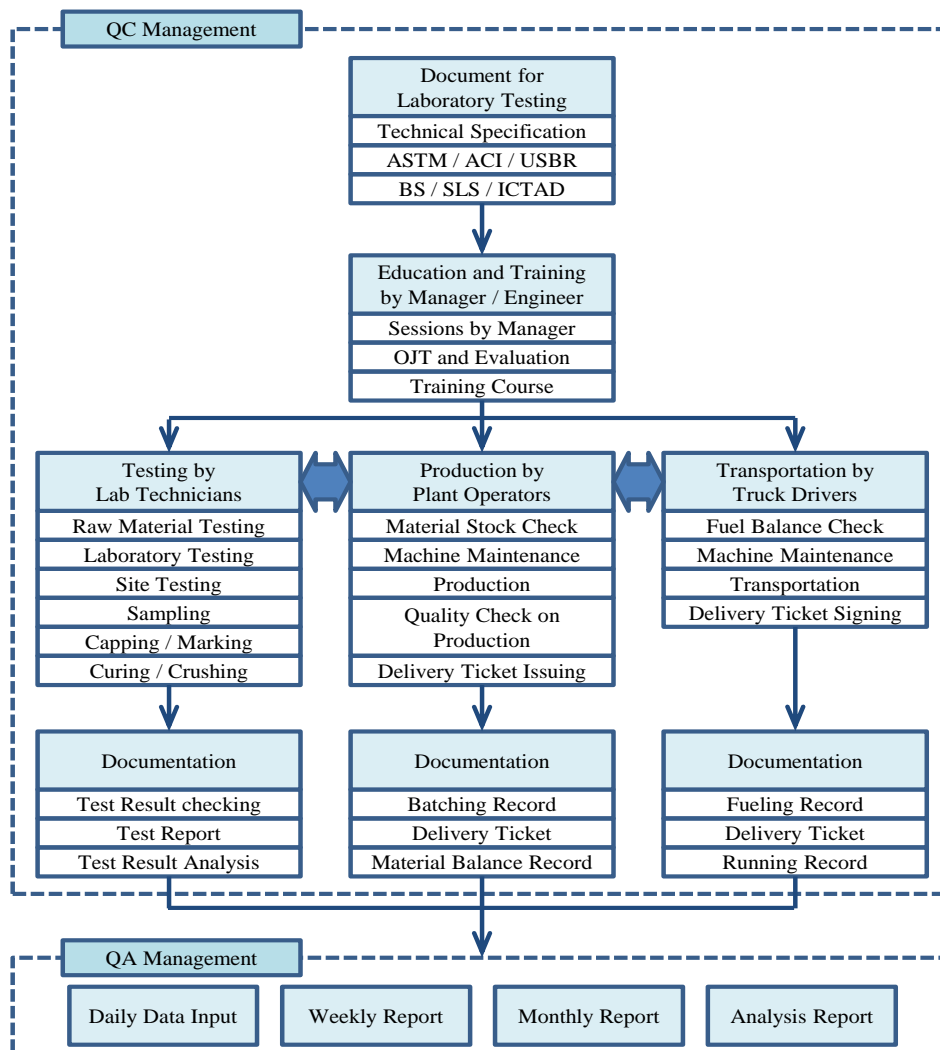 QC Management
Document for
Laboratory Testing
Technical Specification
ASTM / ACI / USBR
BS / SLS / ICTAD
Education and Training
by Manager / Engineer
Sessions by Manager
OJT and Evaluation
Training Course
Testing by
Lab Technicians
Raw Material Testing
Laboratory Testing
Site Testing
Sampling
Capping / Marking
Curing / Crushing
Production by
Plant Operators
Material Stock Check
Machine Maintenance
Production
Quality Check on
Production
Delivery Ticket Issuing
Transportation by
Truck Drivers
Fuel Balance Check
Machine Maintenance
Transportation
Delivery Ticket Signing
Documentation
Test Result checking
Test Report
Test Result Analysis
Documentation
Batching Record
Delivery Ticket
Material Balance Record
Documentation
Fueling Record
Delivery Ticket
Running Record
QA Management
Daily Data Input
Weekly Report
Monthly Report
Analysis Report